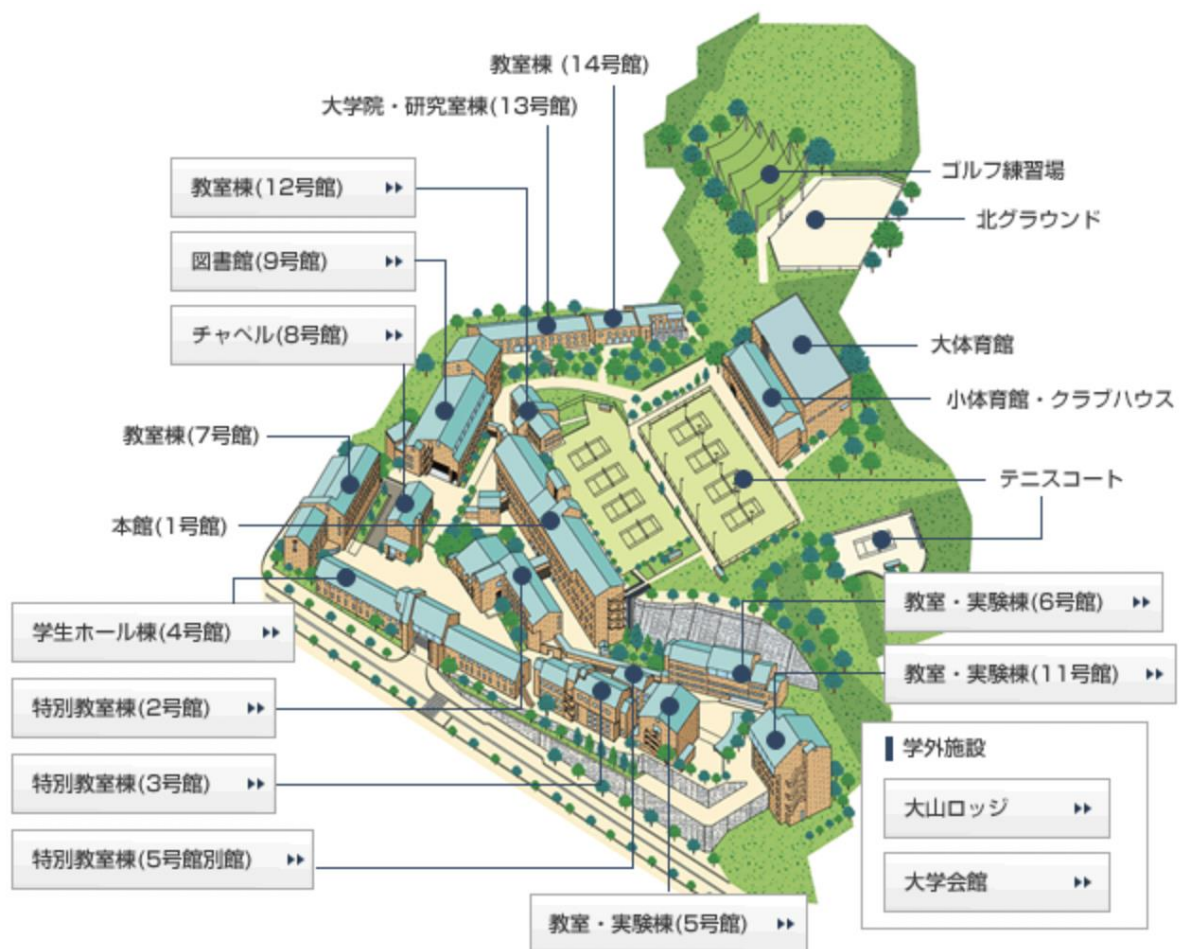 教室棟 (14号館)
大学院・研究室棟(13号館)
教室棟(12号館)
ゴルフ練習場
北グラウンド
図書館(9号館)
チャペル(8号館)
大体育館
小体育館・クラブハウス
教室棟(7号館)
テニスコート
本館(1号館)
教室・実験棟(6号館)
学生ホール棟(4号館)
教室・実験棟(11号館)
特別教室棟(2号館)
学外施設
特別教室棟(3号館)
大山ロッジ
特別教室棟(5号館別館)
大学会館
教室・実験棟(5号館)